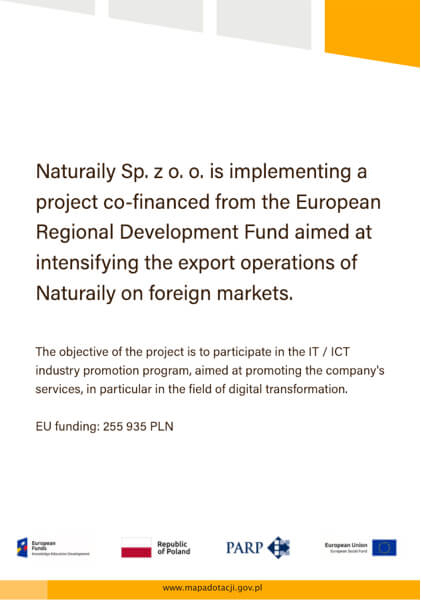 Naturaily Sp. z o. o. is implementing a
project co-financed from the European
Regional Development Fund aimed at
intensifying the export operations of
Naturaily on foreign markets.
The objective of the project is to participate in the IT / ICT
industry promotion program, aimed at promoting the company's
services, in particular in the field of digital transformation.
EU funding: 255 935 PLN
European
Funds
Knowledge Education Development
Republic
of Poland
PARP
European Union
European Social Fund
www.mapadotacji.gov.pl